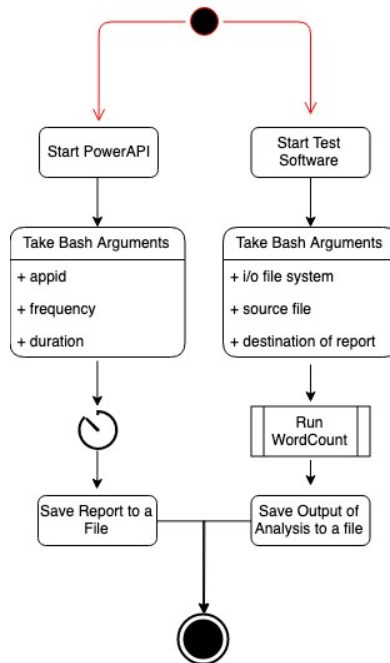 Start PowerAPI
Start Test
Software
Take Bash Arguments
+ appid
+ frequency
+ duration
Take Bash Arguments
+ i/o file system
+ source file
+ destination of report
Run
WordCount
Save Report to a
File
Save Output of
Analysis to a file